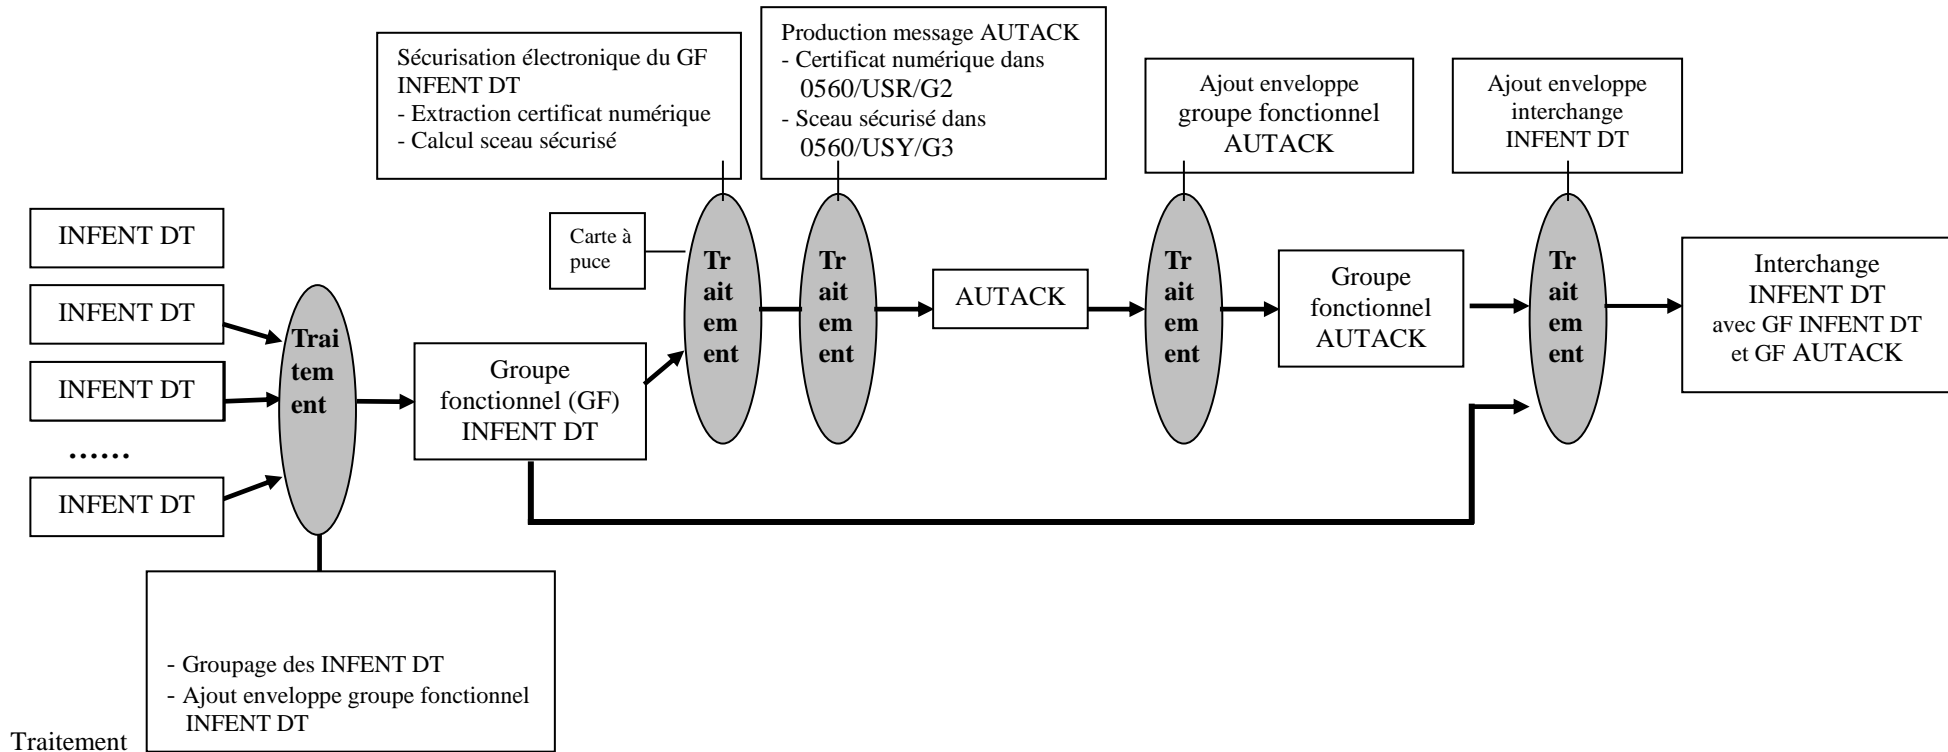 Sécurisation électronique du GF
INFENT DT
- Extraction certificat numérique
- Calcul sceau sécurisé
Production message AUTACK
- Certificat numérique dans
0560/USR/G2
- Sceau sécurisé dans
0560/USY/G3
Ajout enveloppe
groupe fonctionnel
AUTACK
Ajout enveloppe
interchange
INFENT DT
INFENT DT
INFENT DT
INFENT DT
……
INFENT DT
Trai
tem
ent
Groupe
fonctionnel (GF)
INFENT DT
Carte à
puce
Tr
ait
em
ent
Tr
ait
em
ent
AUTACK
Tr
ait
em
ent
Groupe
fonctionnel
AUTACK
Tr
ait
em
ent
Interchange
INFENT DT
avec GF INFENT DT
et GF AUTACK
- Groupage des INFENT DT
- Ajout enveloppe groupe fonctionnel
INFENT DT
Traitement